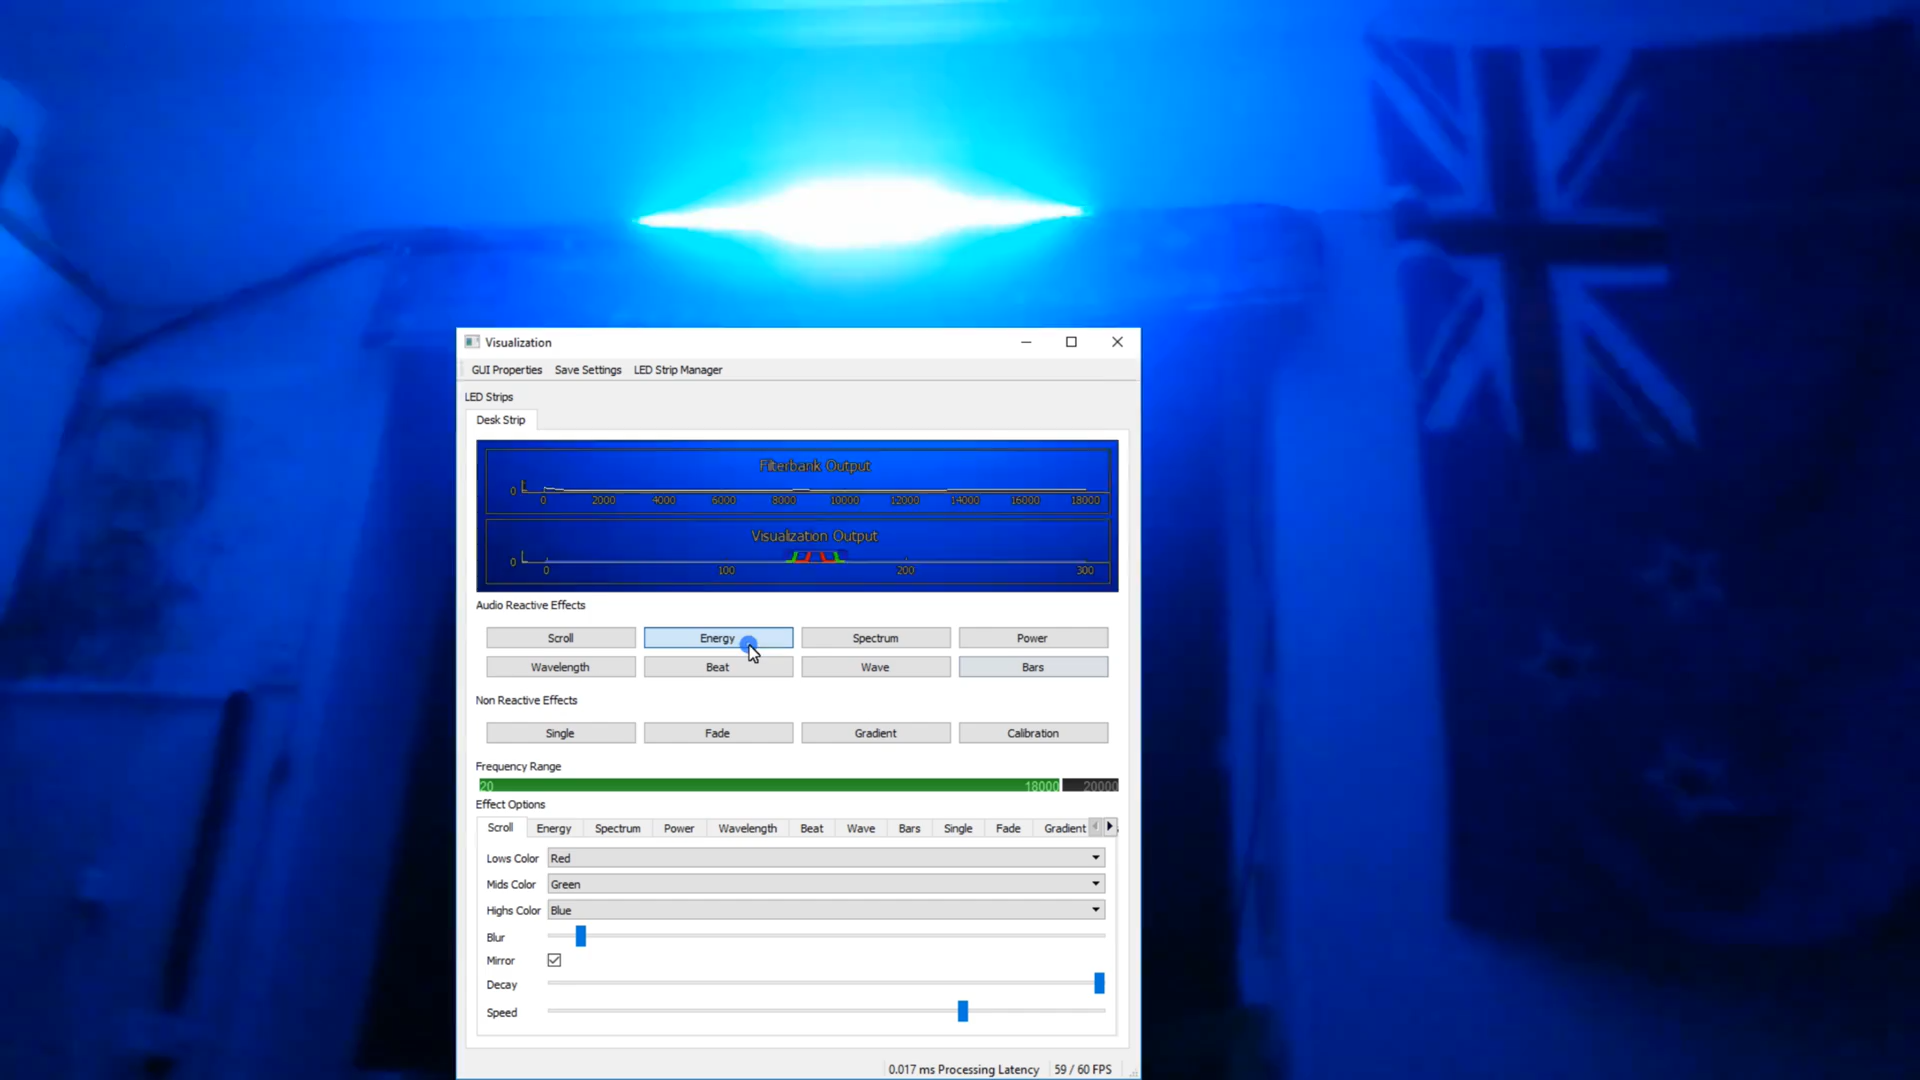 Visualization
GUI Properties Save Settings LED Strip Manager
LED Strips
Desk Strip
Filterbank Output
0
0 2000 4000 6000 8000 10000 12000 14000 16000 18000
Visualization Output
0
0 100 200 300
Audio Reactive Effects
Scroll Energy Spectrum Power
Wavelength Beat Wave Bars
Non Reactive Effects
Single Fade Gradient Calibration
Frequency Range
20 18000 20000
Effect Options
Scroll Energy Spectrum Power Wavelength Beat Wave Bars Single Fade Gradient
Lows Color Red
Mids Color Green
Highs Color Blue
Blur
Mirror
Decay
Speed
0.017 ms Processing Latency 59 / 60 FPS